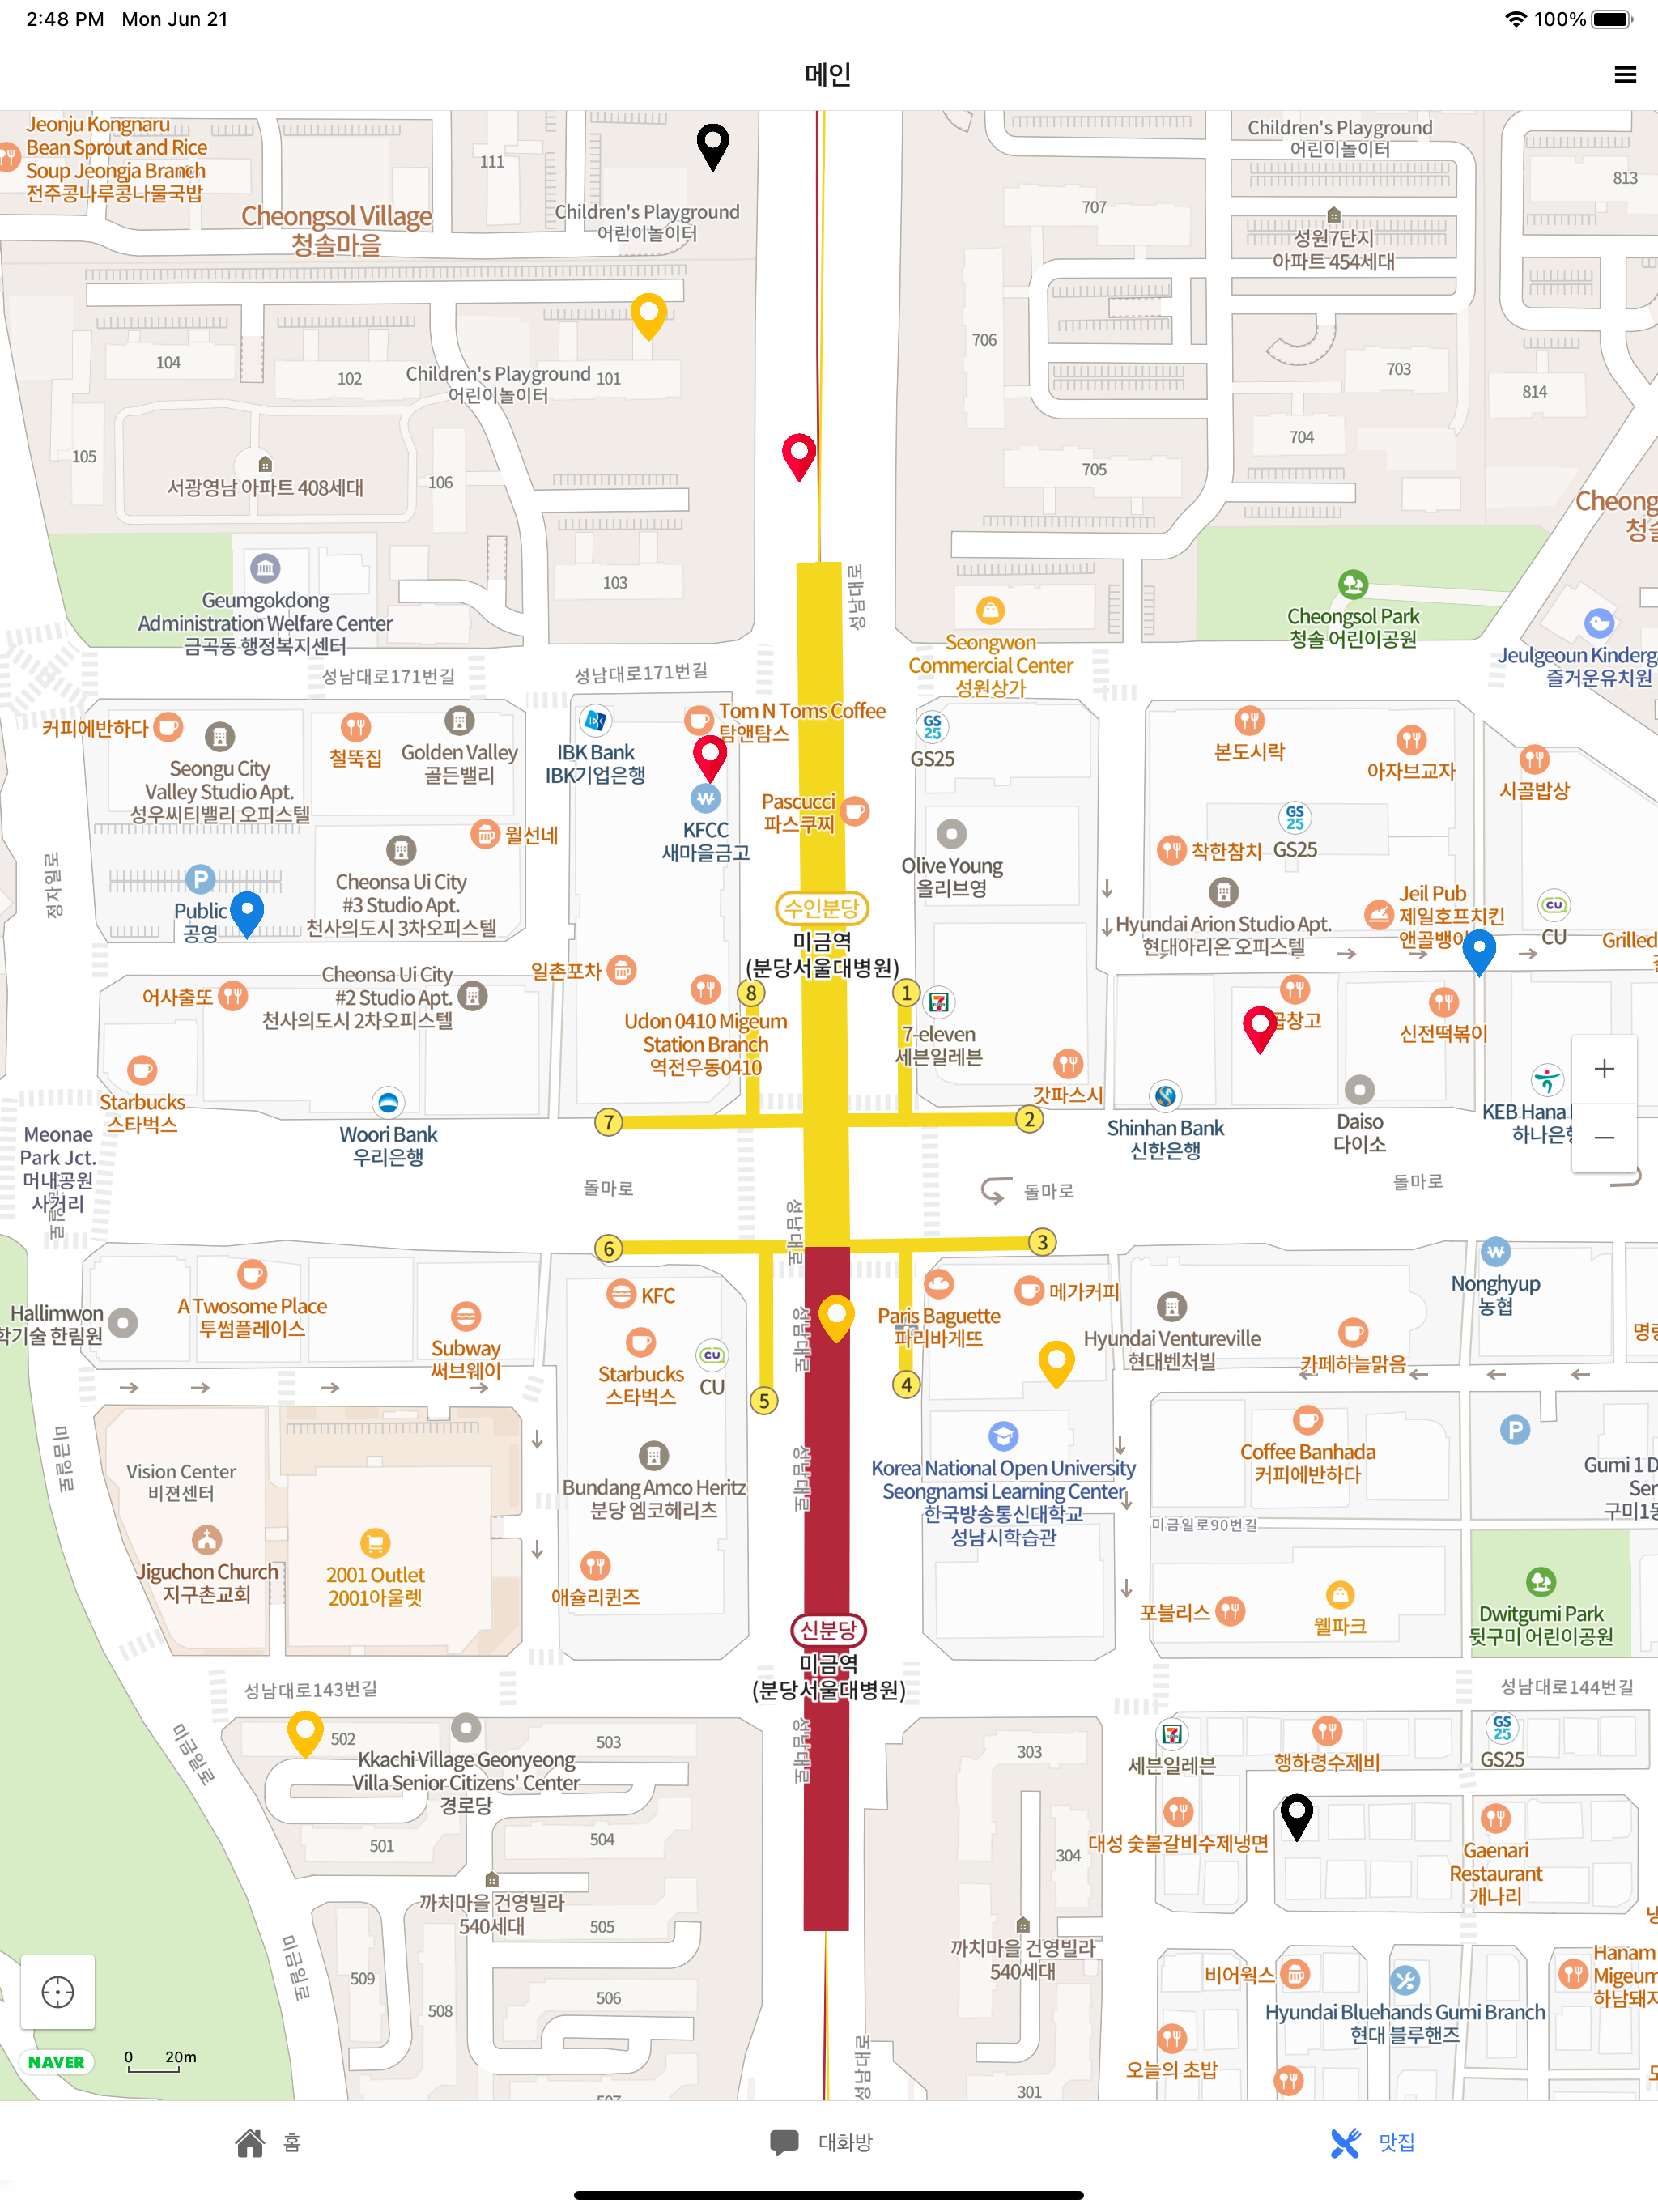 2:48 PM Mon Jun 21
100%
메인
Jeonju Kongnaru
Bean Sprout and Rice
Soup Jeongja Branch
전주콩나루콩나물국밥
111
Children's Playground
어린이놀이터
813
707
Cheongsol Village
청솔마을
Children's Playground
어린이놀이터
성원7단지
아파트 454세대
706
104
102
Children's Playground
어린이놀이터
101
703
814
704
105
106
서광영남 아파트 408세대
705
Cheong
청솔
103
성남대로
Geumgokdong
Administration Welfare Center
금곡동 행정복지센터
Cheongsol Park
청솔 어린이공원
Seongwon
Commercial Center
성원상가
Jeulgeoun Kinderg
즐거운유치원
성남대로171번길
성남대로171번길
커피에반하다
Seongu City
Valley Studio Apt.
성우씨티밸리 오피스텔
철뚝집
Golden Valley
골든밸리
IBK Bank
IBK기업은행
Tom N Toms Coffee
탐앤탐스
GS25
GS25
본도시락
아자브교자
시골밥상
월선네
KFCC
새마을금고
Pascucci
파스쿠찌
Olive Young
올리브영
착한참치
GS25
GS25
정자일로
P
Public
공영
Cheonsa Ui City
#3 Studio Apt.
천사의도시 3차오피스텔
수인분당
미금역
(분당서울대병원)
Hyundai Arion Studio Apt.
현대아리온 오피스텔
Jeil Pub
제일호프치킨
앤골뱅이
CU
CU
Grilled
어사출또
Cheonsa Ui City
#2 Studio Apt.
천사의도시 2차오피스텔
일촌포차
Udon 0410 Migeum
Station Branch
역전우동0410
8
1
7-eleven
세븐일레븐
곱창고
신전떡볶이
Starbucks
스타벅스
Woori Bank
우리은행
7
2
갓파스시
Shinhan Bank
신한은행
Daiso
다이소
KEB Hana
하나은행
+
−
Meonae
Park Jct.
머내공원
사거리
돌마로
돌마로
돌마로
성남대로
6
3
Hallimwon
학기술 한림원
A Twosome Place
투썸플레이스
Subway
써브웨이
KFC
Starbucks
스타벅스
CU
CU
성남대로
Paris Baguette
파리바게뜨
메가커피
Hyundai Ventureville
현대벤처빌
카페하늘맑음
Nonghyup
농협
5
4
미금일로
Vision Center
비젼센터
Bundang Amco Heritz
분당 엠코헤리츠
성남대로
Korea National Open University
Seongnamsi Learning Center
한국방송통신대학교
성남시학습관
Coffee Banhada
커피에반하다
P
Gumi 1 D
Ser
구미1동
미금일로90번길
Jiguchon Church
지구촌교회
2001 Outlet
2001아울렛
애슐리퀸즈
포블리스
웰파크
Dwitgumi Park
뒷구미 어린이공원
신분당
미금역
(분당서울대병원)
성남대로143번길
성남대로144번길
미금일로
502
503
Kkachi Village Geonyeong
Villa Senior Citizens' Center
경로당
성남대로
303
세븐일레븐
행하령수제비
GS25
GS25
501
504
304
대성 숯불갈비수제냉면
Gaenari
Restaurant
개나리
까치마을 건영빌라
540세대
505
까치마을 건영빌라
540세대
미금일로
509
508
506
비어웍스
Hyundai Bluehands Gumi Branch
현대 블루핸즈
Hanam
Migeum
하남돼지
오늘의 초밥
성남대로
301
507
NAVER
0 20m
홈
대화방
맛집